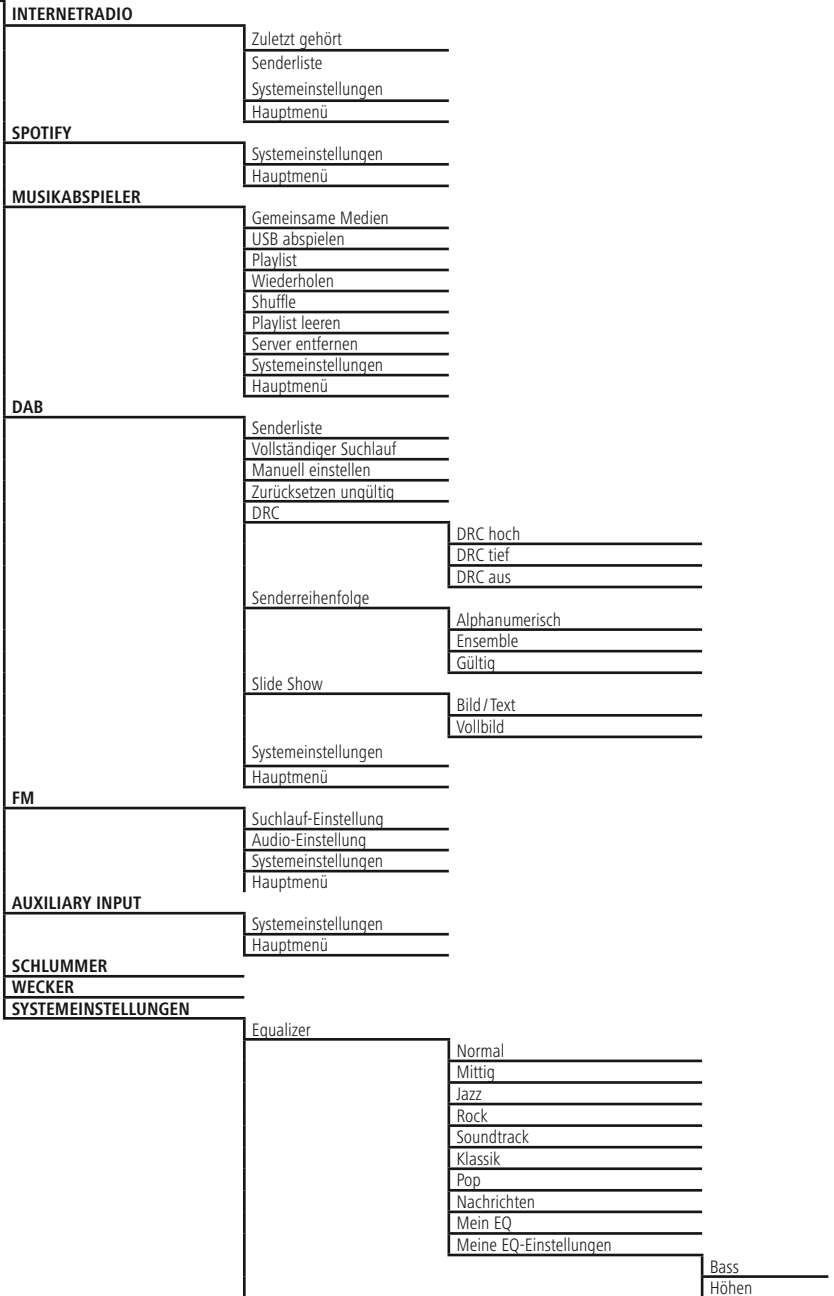 INTERNETRADIO
Zuletzt gehört
Senderliste
Systemeinstellungen
Hauptmenü
SPOTIFY
Systemeinstellungen
Hauptmenü
MUSIKABSPIELER
Gemeinsame Medien
USB abspielen
Playlist
Wiederholen
Shuffle
Playlist leeren
Server entfernen
Systemeinstellungen
Hauptmenü
DAB
Senderliste
Vollständiger Suchlauf
Manuell einstellen
Zurücksetzen ungültig
DRC
DRC hoch
DRC tief
DRC aus
Senderreihenfolge
Alphanumerisch
Ensemble
Gültig
Slide Show
Bild / Text
Vollbild
Systemeinstellungen
Hauptmenü
FM
Suchlauf-Einstellung
Audio-Einstellung
Systemeinstellungen
Hauptmenü
AUXILIARY INPUT
Systemeinstellungen
Hauptmenü
SCHLUMMER
WECKER
SYSTEMEINSTELLUNGEN
Equalizer
Normal
Mittig
Jazz
Rock
Soundtrack
Klassik
Pop
Nachrichten
Mein EQ
Meine EQ-Einstellungen
Bass
Höhen